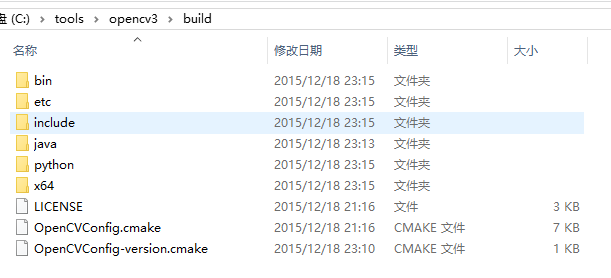 盘 (C:) › tools › opencv3 › build
名称 修改日期 类型 大小
bin 2015/12/18 23:15 文件夹
etc 2015/12/18 23:15 文件夹
include 2015/12/18 23:15 文件夹
java 2015/12/18 23:13 文件夹
python 2015/12/18 23:15 文件夹
x64 2015/12/18 23:15 文件夹
LICENSE 2015/12/18 21:16 文件 3 KB
OpenCVConfig.cmake 2015/12/18 21:16 CMAKE 文件 7 KB
OpenCVConfig-version.cmake 2015/12/18 23:10 CMAKE 文件 1 KB